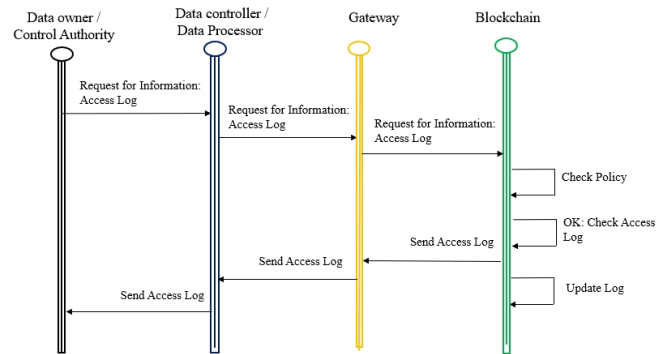 Data owner /
Control Authority
Data controller /
Data Processor
Gateway
Blockchain
Request for Information:
Access Log
Request for Information:
Access Log
Request for Information:
Access Log
Check Policy
OK: Check Access
Log
Send Access Log
Send Access Log
Update Log
Send Access Log